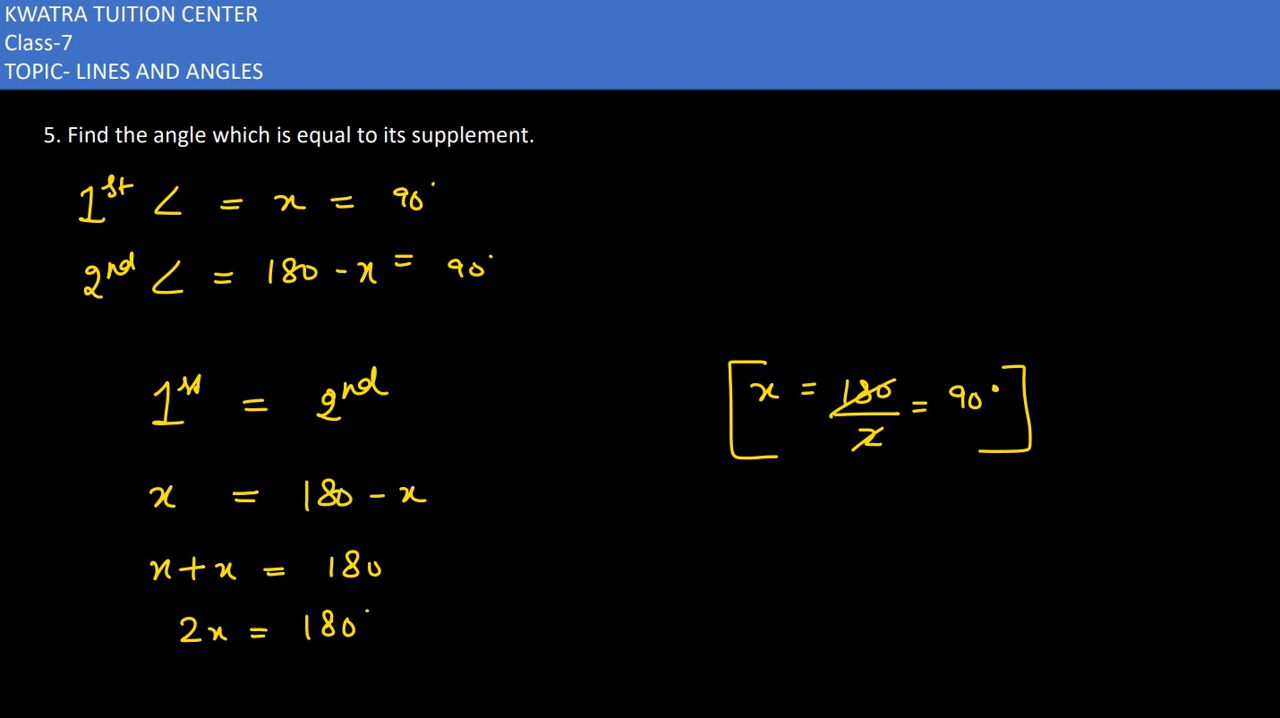 KWATRA TUITION CENTER
Class-7
TOPIC- LINES AND ANGLES
5. Find the angle which is equal to its supplement.
1st ∠ = x = 90°
2nd ∠ = 180 - x = 90°
1st = 2nd
x = 180 - x
x + x = 180
2x = 180°
[x = 180/2 = 90°]